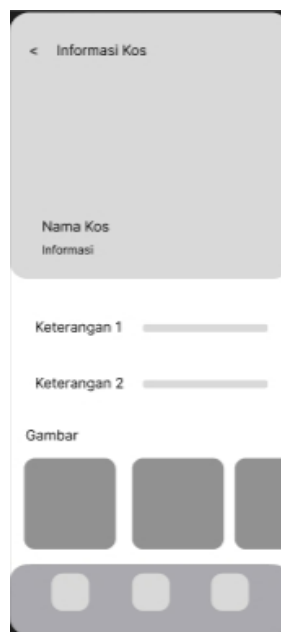 < Informasi Kos
Nama Kos
Informasi
Keterangan 1
Keterangan 2
Gambar